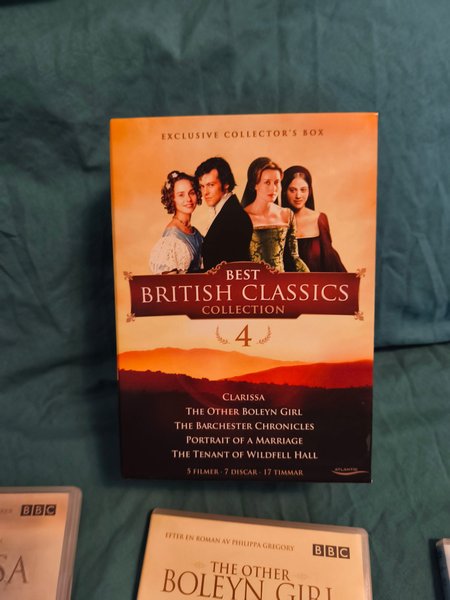 EXCLUSIVE COLLECTOR'S BOX
BEST
BRITISH CLASSICS
COLLECTION
4
CLARISSA
THE OTHER BOLEYN GIRL
THE BARCHESTER CHRONICLES
PORTRAIT OF A MARRIAGE
THE TENANT OF WILDFELL HALL
5 FILMER · 7 DISCAR · 17 TIMMAR
ATLANTIC
BBC
SA
EFTER EN ROMAN AV PHILIPPA GREGORY
BBC
THE OTHER
BOLEYN GIRL